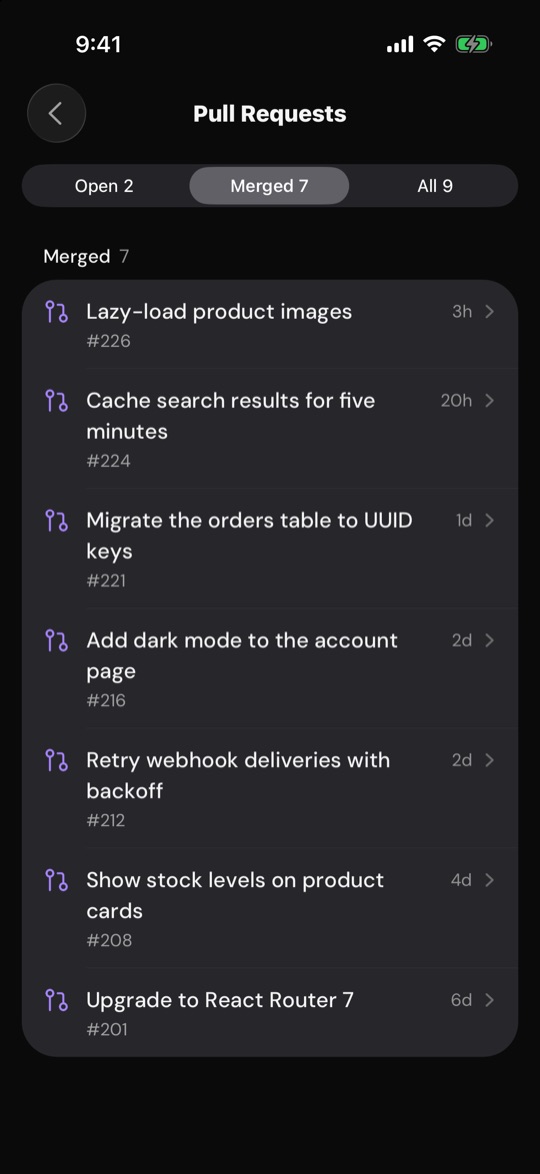 9:41
Pull Requests
Open 2
Merged 7
All 9
Merged 7
Lazy-load product images
3h
#226
Cache search results for five
20h
minutes
#224
Migrate the orders table to UUID
1d
keys
#221
Add dark mode to the account
2d
page
#216
Retry webhook deliveries with
2d
backoff
#212
Show stock levels on product
4d
cards
#208
Upgrade to React Router 7
6d
#201